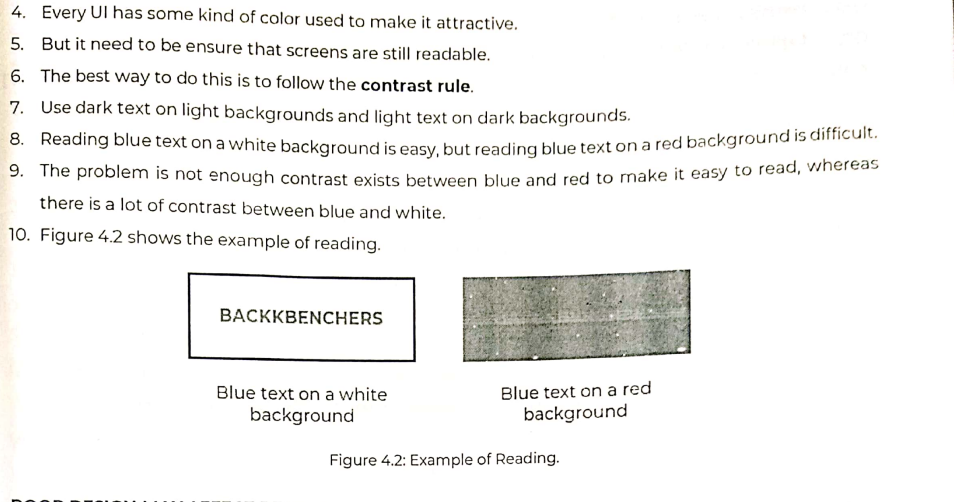 4. Every UI has some kind of color used to make it attractive.
5. But it need to be ensure that screens are still readable.
6. The best way to do this is to follow the contrast rule.
7. Use dark text on light backgrounds and light text on dark backgrounds.
8. Reading blue text on a white background is easy, but reading blue text on a red background is difficult.
9. The problem is not enough contrast exists between blue and red to make it easy to read, whereas
there is a lot of contrast between blue and white.
10. Figure 4.2 shows the example of reading.
BACKKBENCHERS
Blue text on a white
background
Blue text on a red
background
Figure 4.2: Example of Reading.